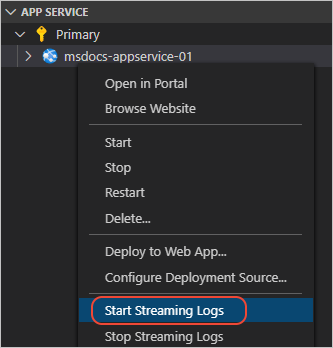 APP SERVICE
Primary
msdocs-appservice-01
Open in Portal
Browse Website
Start
Stop
Restart
Delete...
Deploy to Web App...
Configure Deployment Source...
Start Streaming Logs
Stop Streaming Logs